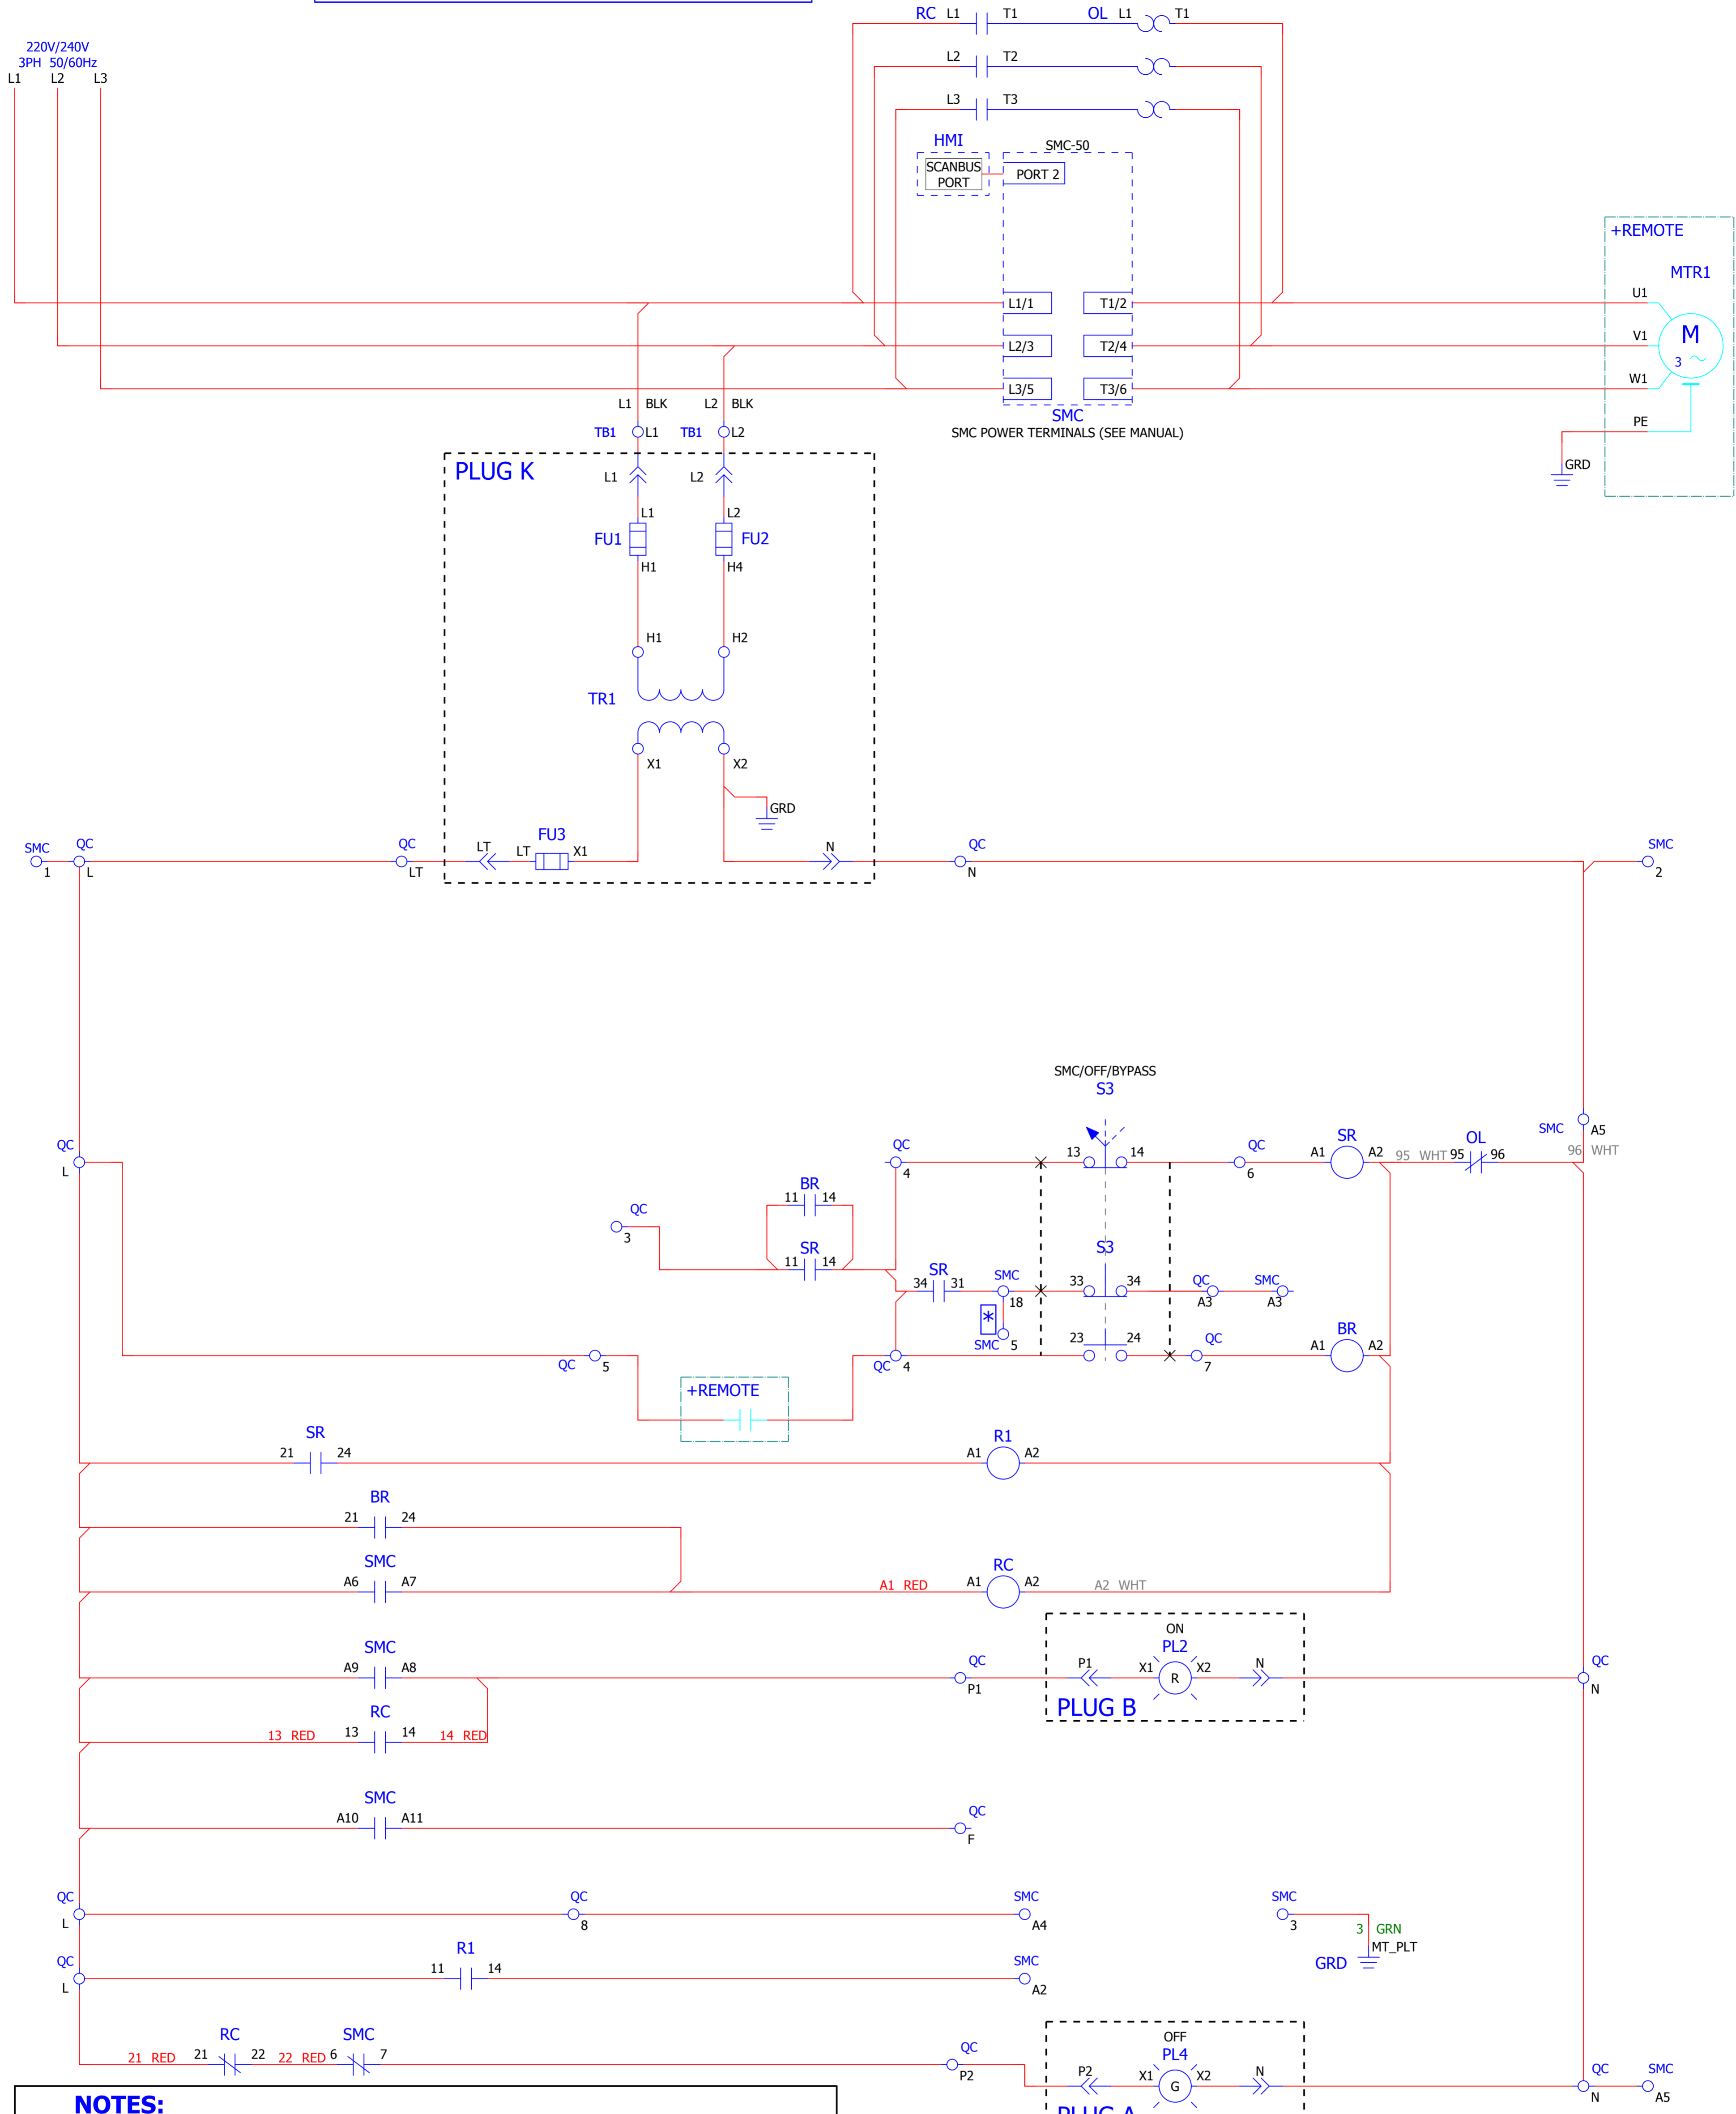 RC L1 T1 OL L1 T1
220V/240V
3PH 50/60Hz
L1 L2 L3
L2 T2
L3 T3
HMI
SMC-50
SCANBUS
PORT
PORT 2
+REMOTE
MTR1
L1/1 T1/2 U1
L2/3 T2/4 V1
M
3
L3/5 T3/6 W1
SMC
SMC POWER TERMINALS (SEE MANUAL)
L1 BLK L2 BLK
TB1 L1 TB1 L2
PE
GRD
PLUG K
L1 L2
L1 L2
FU1 FU2
H1 H4
H1 H2
TR1
X1 X2
GRD
SMC QC QC LT LT FU3 X1 N QC SMC
1 L LT N 2
SMC/OFF/BYPASS
S3
SMC A5
QC QC 13 14 QC A1 SR A2 95 WHT 95 OL 96 96 WHT
L 4 6
BR
11 14
QC
3
SR
11 14
S3
SR
34 31 SMC 33 34 QC SMC
18 A3 A3
*
SMC 5
23 24 QC BR
A1 A2
QC 5 QC 4 7
+REMOTE
SR R1
21 24 A1 A2
BR
21 24
SMC RC
A6 A7 A1 RED A1 A2 A2 WHT
ON
SMC PL2
A9 A8 QC P1 X1 R X2 N QC
P1 N
PLUG B
RC
13 RED 13 14 14 RED
SMC
A10 A11 QC
F
QC QC SMC SMC
L 8 A4 3
3 GRN
MT_PLT
GRD
QC R1 SMC
L 11 14 A2
OFF
RC SMC PL4
21 RED 21 22 22 RED 6 7 QC P2 X1 G X2 N QC SMC
P2 N A5
NOTES:
PLUG A